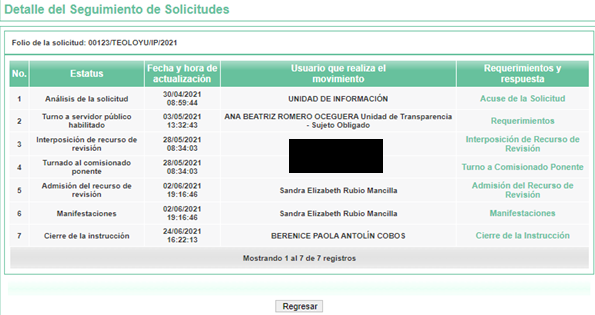 Detalle del Seguimiento de Solicitudes
Folio de la solicitud: 00123/TEOLOYU/IP/2021
No. Estatus Fecha y hora de actualización Usuario que realiza el movimiento Requerimientos y respuesta
1 Análisis de la solicitud 30/04/2021 08:59:44 UNIDAD DE INFORMACIÓN Acuse de la Solicitud
2 Turno a servidor público habilitado 03/05/2021 13:32:43 ANA BEATRIZ ROMERO OCEGUERA Unidad de Transparencia - Sujeto Obligado Requerimientos
3 Interposición de recurso de revisión 28/05/2021 08:34:03 Interposición de Recurso de Revisión
4 Turnado al comisionado ponente 28/05/2021 08:34:03 Turno a Comisionado Ponente
5 Admisión del recurso de revisión 02/06/2021 19:16:46 Sandra Elizabeth Rubio Mancilla Admisión del Recurso de Revisión
6 Manifestaciones 02/06/2021 19:16:46 Sandra Elizabeth Rubio Mancilla Manifestaciones
7 Cierre de la instrucción 24/06/2021 16:22:13 BERENICE PAOLA ANTOLÍN COBOS Cierre de la Instrucción
Mostrando 1 al 7 de 7 registros
Regresar